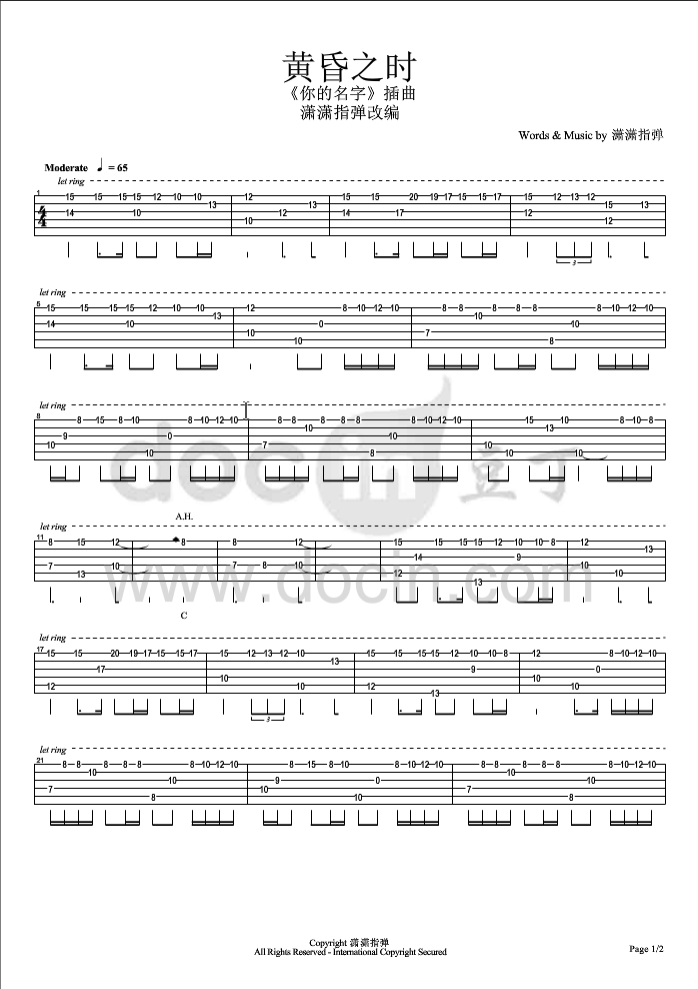 黄昏之时
《你的名字》插曲
潇潇指弹改编
Words & Music by 潇潇指弹
Moderate ♩ = 65
let ring
1
15 15 15 15 12 10 10 13 12 13 15 15 20 19 17 15 15 17 15 12 13 12 15 13
14 10 10 12 14 17 12 12
3
let ring
5
15 15 15 15 12 10 10 13 12 0 8 10 12 10 8 8 10 8 8 8 10 8 10 12 10
14 10 10 10 7 8
let ring
8
8 15 8 10 0 8 10 12 10 8 8 10 8 8 10 8 10 12 10 15 13 10 8 10 8
10 9 10 7 8 10 10 10
A.H.
let ring
11
8 15 12 8 8 12 15 15 15 15 12 10 10 8 12 13
7 13 10 7 8 10 12 14 13 9 10 10
C
let ring
17
15 15 20 19 17 15 15 17 15 12 13 12 10 13 15 15 15 15 12 10 10 8 12 0 8 10 12 10
12 17 10 10 12 13 9 10 10
3
let ring
21
8 8 10 8 8 8 10 8 10 12 10 8 15 8 10 0 8 10 12 10 8 8 10 8 8 8 10 8 10 12 10
7 8 10 9 10 7 8
docin 豆丁
www.docin.com
Copyright 潇潇指弹
All Rights Reserved - International Copyright Secured
Page 1/2